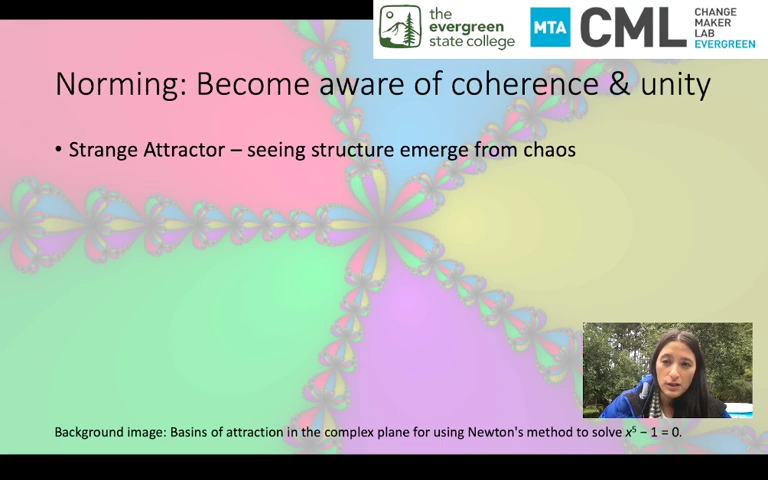 the
evergreen
state college
MTA
CML
CHANGE
MAKER
LAB
EVERGREEN
Norming: Become aware of coherence & unity
• Strange Attractor – seeing structure emerge from chaos
Background image: Basins of attraction in the complex plane for using Newton's method to solve x⁵ − 1 = 0.